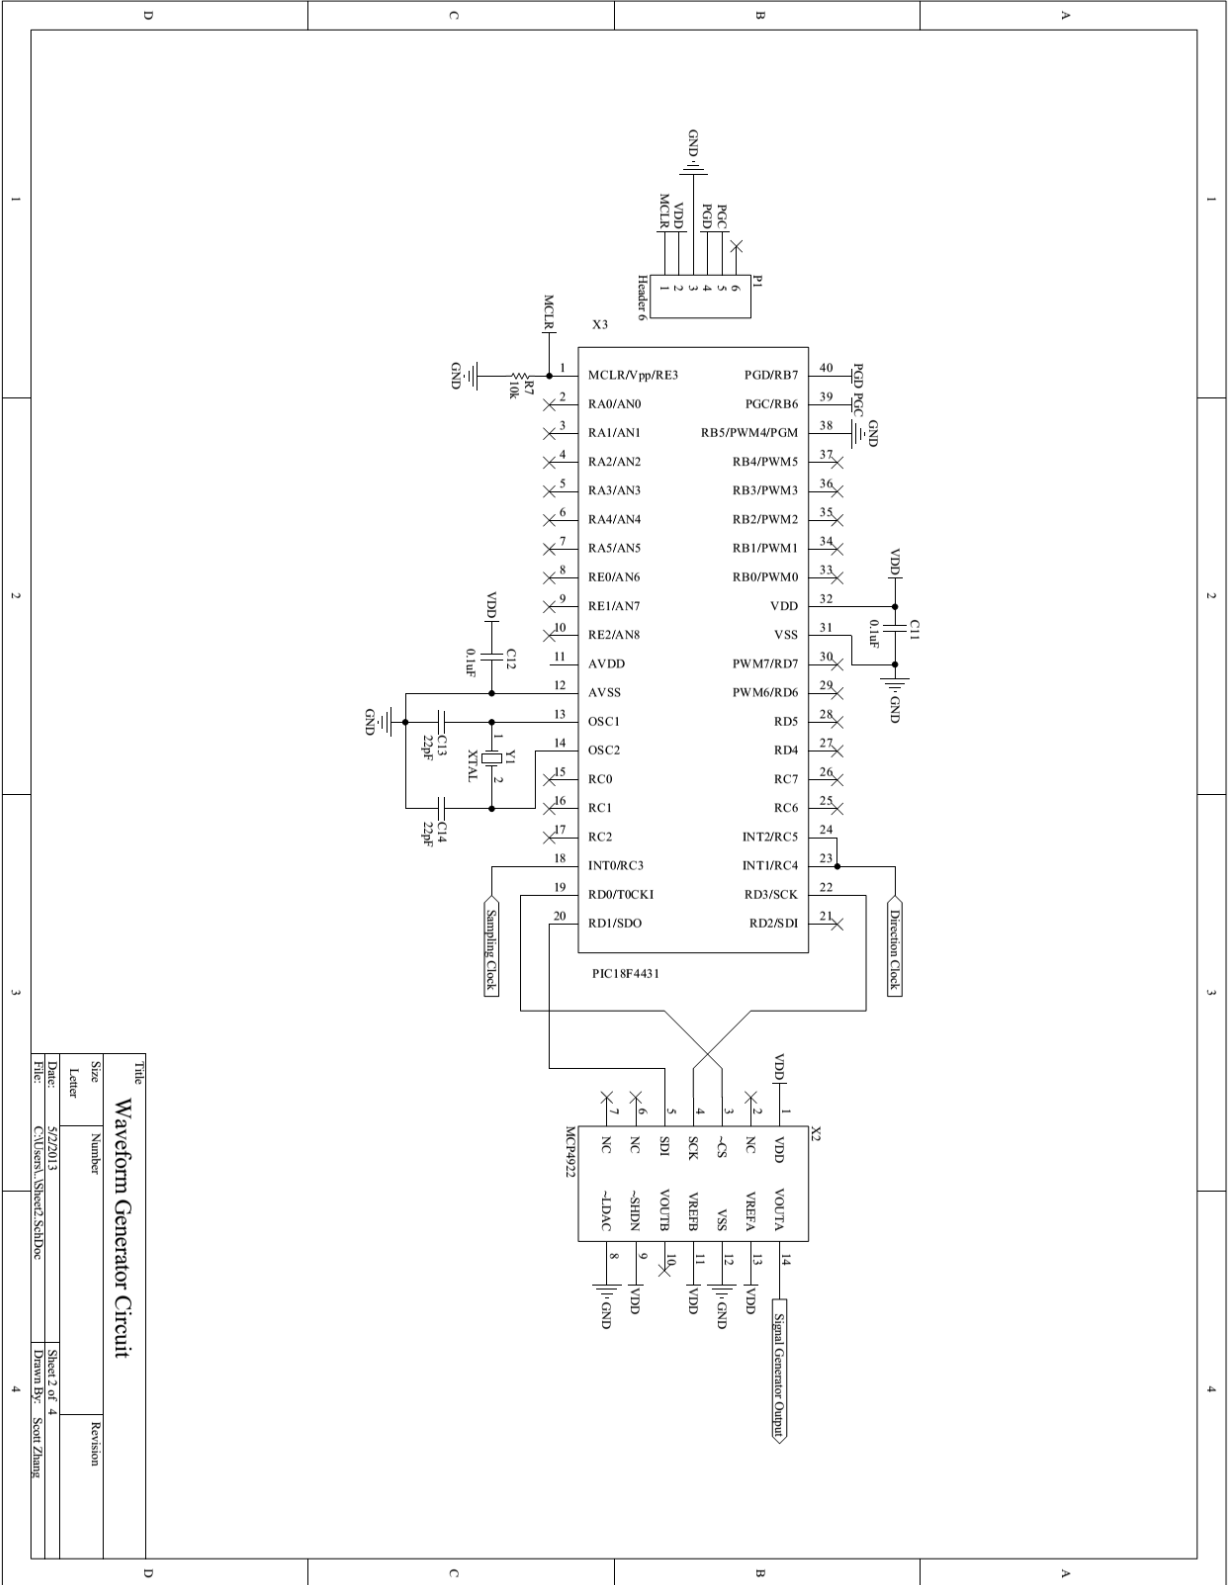 D
C
B
A
1
1
2
2
3
3
4
4
D
C
B
A
GND
MCLR
VDD
PGD
PGC
1
2
3
4
5
6
P1
Header 6
X3
MCLR
R7
10k
GND
1 MCLR/Vpp/RE3
2 RA0/AN0
3 RA1/AN1
4 RA2/AN2
5 RA3/AN3
6 RA4/AN4
7 RA5/AN5
8 RE0/AN6
9 RE1/AN7
10 RE2/AN8
11 AVDD
12 AVSS
13 OSC1
14 OSC2
15 RC0
16 RC1
17 RC2
18 INT0/RC3
19 RD0/T0CKI
20 RD1/SDO
PGD/RB7 40
PGC/RB6 39
RB5/PWM4/PGM 38
RB4/PWM5 37
RB3/PWM3 36
RB2/PWM2 35
RB1/PWM1 34
RB0/PWM0 33
VDD 32
VSS 31
PWM7/RD7 30
PWM6/RD6 29
RD5 28
RD4 27
RC7 26
RC6 25
INT2/RC5 24
INT1/RC4 23
RD3/SCK 22
RD2/SDI 21
PIC18F4431
PGD
PGC
GND
VDD
C11
0.1uF
GND
VDD
C12
0.1uF
GND
C13
22pF
Y1
XTAL
1
2
C14
22pF
Sampling Clock
Direction Clock
VDD
X2
MCP4922
1 VDD
2 NC
3 ~CS
4 SCK
5 SDI
6 NC
7 NC
VOUTA 14
VREFA 13
VSS 12
VREFB 11
VOUTB 10
~SHDN 9
~LDAC 8
Signal Generator Output
VDD
GND
VDD
VDD
GND
Title
Waveform Generator Circuit
Size
Letter
Number
Revision
Date: 5/2/2013
Sheet 2 of 4
File: C:\Users\..\Sheet2.SchDoc
Drawn By: Scott Zhang